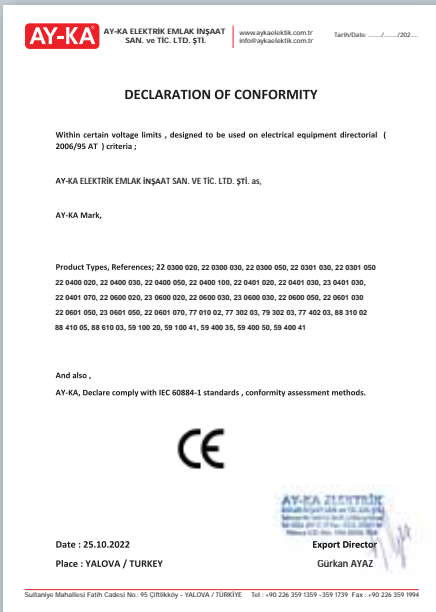 AY-KA
AY-KA ELEKTRİK EMLAK İNŞAAT
SAN. ve TİC. LTD. ŞTİ.
www.aykaelektik.com.tr
info@aykaelektik.com.tr
Tarih/Date: ......../......../202.....
DECLARATION OF CONFORMITY
Within certain voltage limits , designed to be used on electrical equipment directorial (
2006/95 AT ) criteria ;
AY-KA ELEKTRİK EMLAK İNŞAAT SAN. VE TİC. LTD. ŞTİ. as,
AY-KA Mark,
Product Types, References; 22 0300 020, 22 0300 030, 22 0300 050, 22 0301 030, 22 0301 050
22 0400 020, 22 0400 030, 22 0400 050, 22 0400 100, 22 0401 020, 22 0401 030, 23 0401 030,
22 0401 070, 22 0600 020, 23 0600 020, 22 0600 030, 23 0600 030, 22 0600 050, 22 0601 030
22 0601 050, 23 0601 050, 22 0601 070, 77 010 02, 77 302 03, 79 302 03, 77 402 03, 88 310 02
88 410 05, 88 610 03, 59 100 20, 59 100 41, 59 400 35, 59 400 50, 59 400 41
And also ,
AY-KA, Declare comply with IEC 60884-1 standards , conformity assessment methods.
CE
AY-KA ELEKTRİK
Date : 25.10.2022
Export Director
Place : YALOVA / TURKEY
Gürkan AYAZ
Sultaniye Mahallesi Fatih Cadesi No.: 95 Çiftlikköy - YALOVA / TÜRKİYE Tel : +90 226 359 1359 -359 1739 Fax : +90 226 359 1994